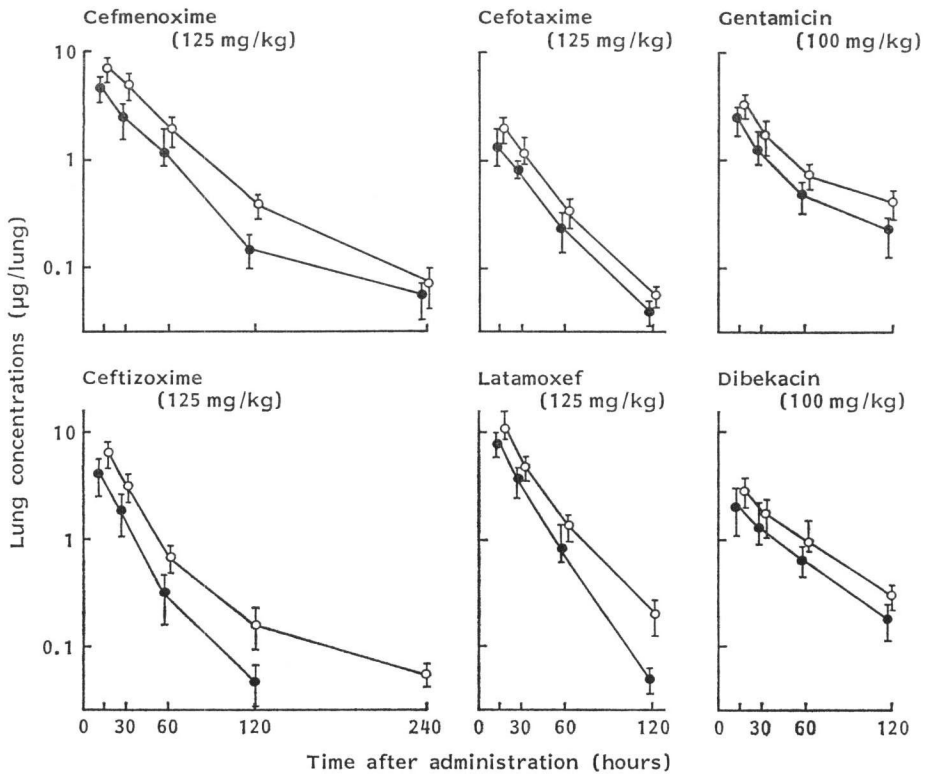 Cefmenoxime
(125 mg/kg)
Cefotaxime
(125 mg/kg)
Gentamicin
(100 mg/kg)
10
1
0.1
Lung concentrations (µg/lung)
Ceftizoxime
(125 mg/kg)
Latamoxef
(125 mg/kg)
Dibekacin
(100 mg/kg)
10
1
0.1
0 30 60 120 240
0 30 60 120
0 30 60 120
Time after administration (hours)